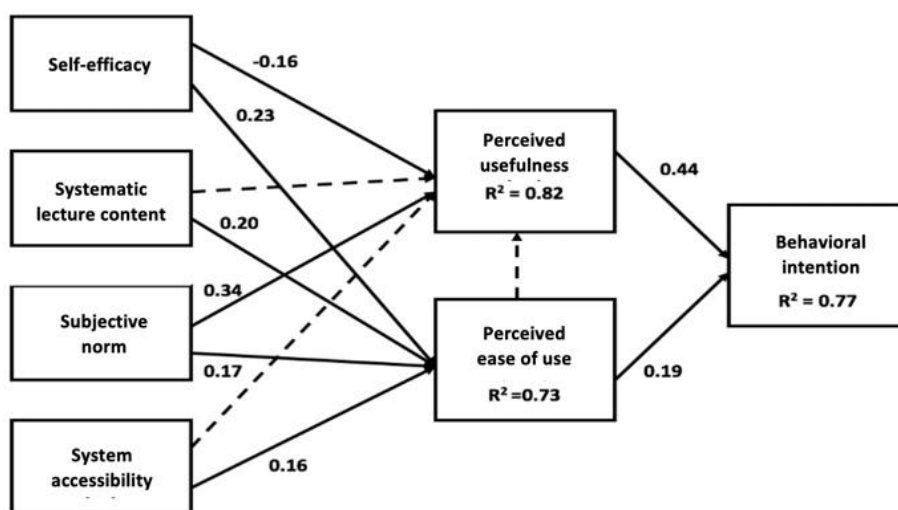 Self-efficacy
Systematic
lecture content
Subjective
norm
System
accessibility
-0.16
0.23
0.20
0.34
0.17
0.16
Perceived
usefulness
R² = 0.82
Perceived
ease of use
R² =0.73
0.44
0.19
Behavioral
intention
R² = 0.77